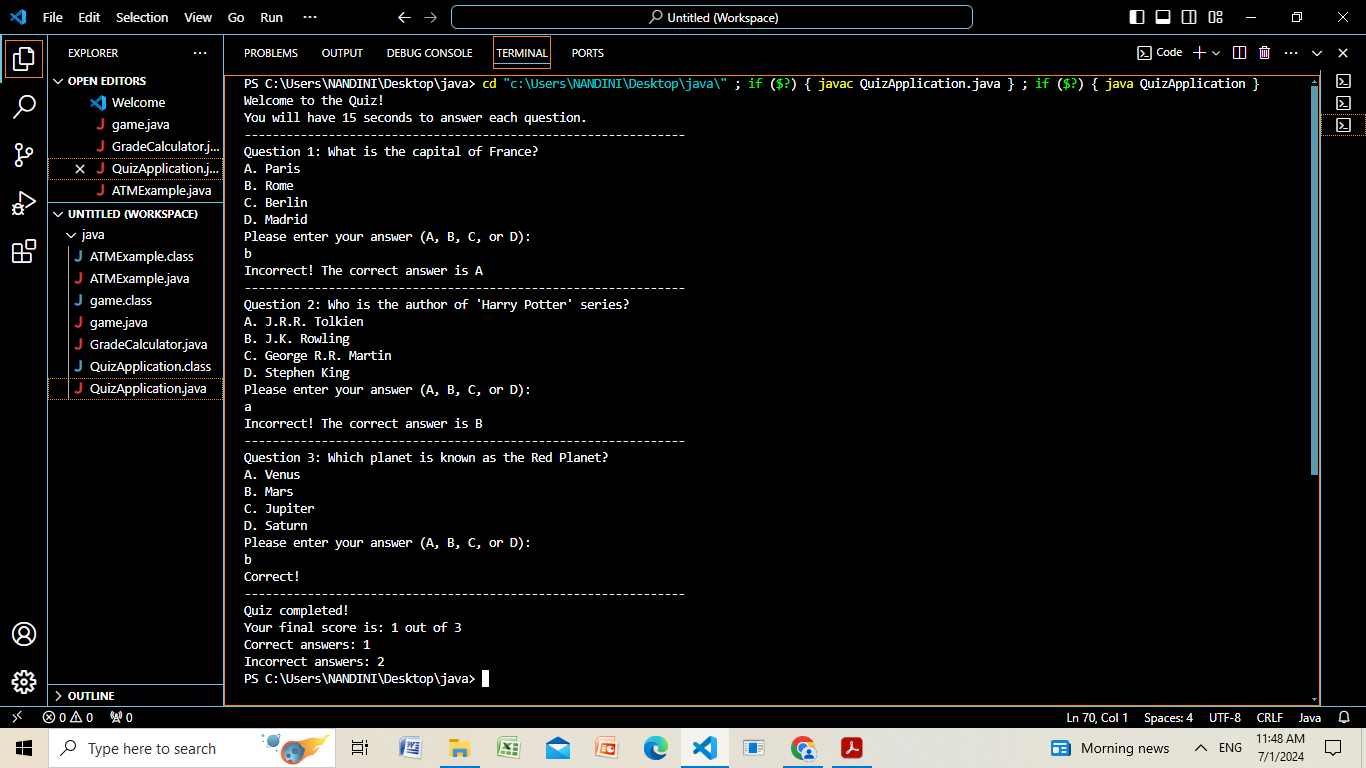 File Edit Selection View Go Run ··· Untitled (Workspace)
EXPLORER ···
OPEN EDITORS
Welcome
J game.java
J GradeCalculator.j...
J QuizApplication.j...
J ATMExample.java
UNTITLED (WORKSPACE)
java
J ATMExample.class
J ATMExample.java
J game.class
J game.java
J GradeCalculator.java
J QuizApplication.class
J QuizApplication.java
OUTLINE
PROBLEMS OUTPUT DEBUG CONSOLE TERMINAL PORTS Code
PS C:\Users\NANDINI\Desktop\java> cd "c:\Users\NANDINI\Desktop\java\" ; if ($?) { javac QuizApplication.java } ; if ($?) { java QuizApplication }
Welcome to the Quiz!
You will have 15 seconds to answer each question.
---------------------------------------------------------------
Question 1: What is the capital of France?
A. Paris
B. Rome
C. Berlin
D. Madrid
Please enter your answer (A, B, C, or D):
b
Incorrect! The correct answer is A
---------------------------------------------------------------
Question 2: Who is the author of 'Harry Potter' series?
A. J.R.R. Tolkien
B. J.K. Rowling
C. George R.R. Martin
D. Stephen King
Please enter your answer (A, B, C, or D):
a
Incorrect! The correct answer is B
---------------------------------------------------------------
Question 3: Which planet is known as the Red Planet?
A. Venus
B. Mars
C. Jupiter
D. Saturn
Please enter your answer (A, B, C, or D):
b
Correct!
---------------------------------------------------------------
Quiz completed!
Your final score is: 1 out of 3
Correct answers: 1
Incorrect answers: 2
PS C:\Users\NANDINI\Desktop\java>
0 0 0 Ln 70, Col 1 Spaces: 4 UTF-8 CRLF Java
Type here to search Morning news ENG 11:48 AM
7/1/2024